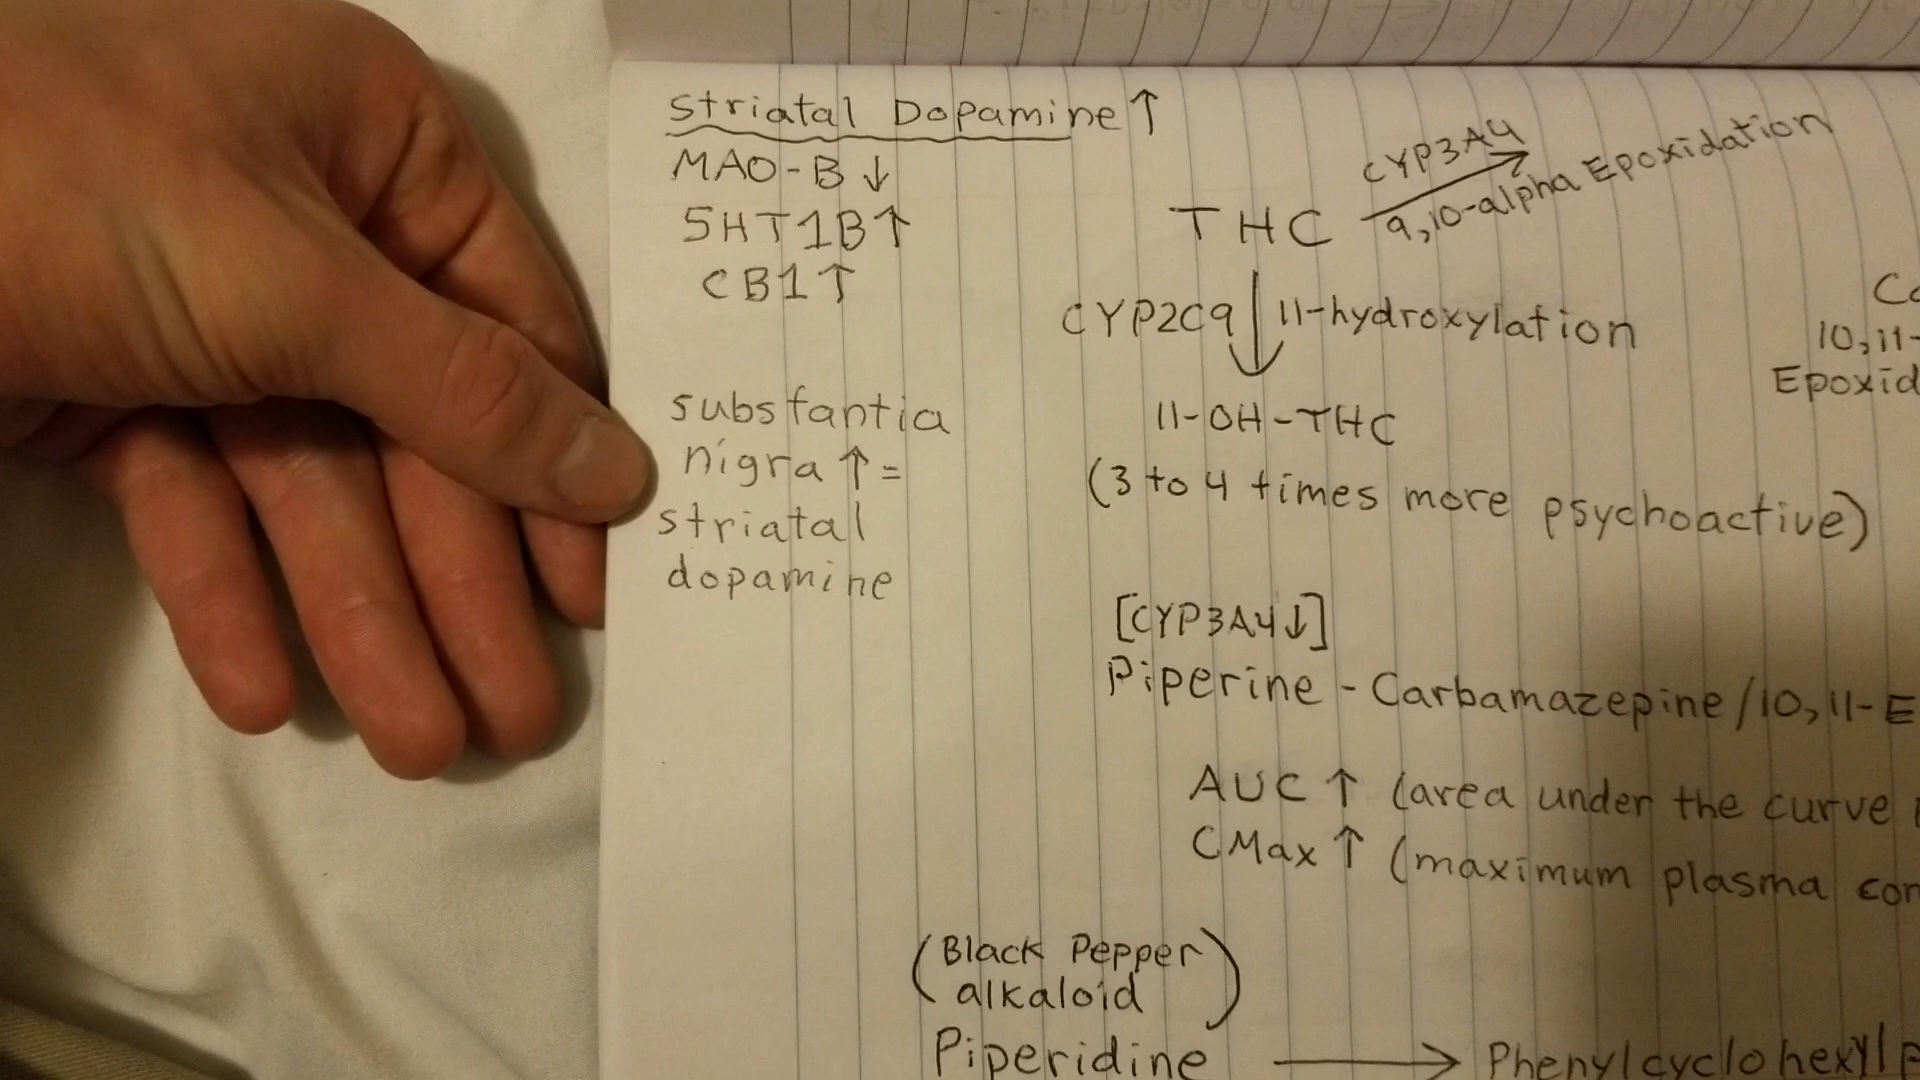 Striatal Dopamine ↑
MAO-B ↓
5HT1B ↑
CB1 ↑
substantia
nigra ↑ =
striatal
dopamine
CYP3A4
THC →
9,10-alpha Epoxidation
CYP2C9 ↓ 11-hydroxylation
11-OH-THC
(3 to 4 times more psychoactive)
10,11-
Epoxid
[CYP3A4↓]
Piperine - Carbamazepine/10,11-E
AUC ↑ (area under the curve
CMax ↑ (maximum plasma con
(Black Pepper
alkaloid)
Piperidine → Phenylcyclohexylp